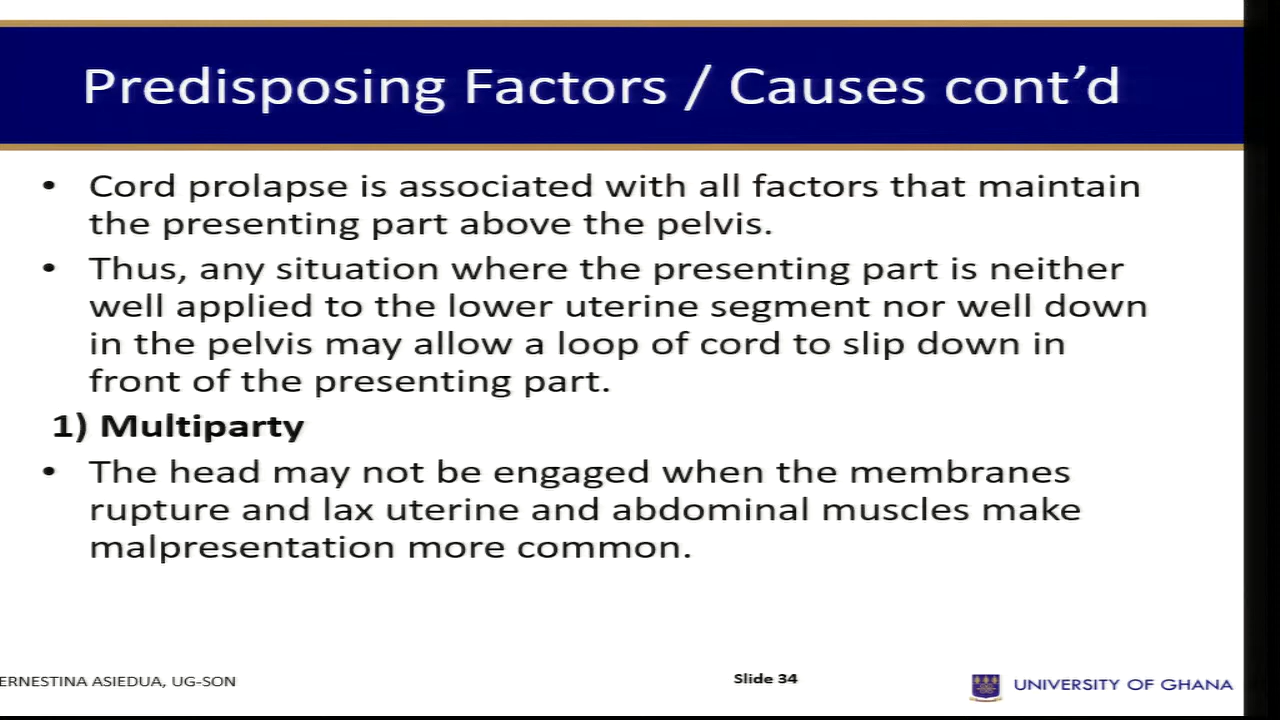 Predisposing Factors / Causes cont’d
• Cord prolapse is associated with all factors that maintain
the presenting part above the pelvis.
• Thus, any situation where the presenting part is neither
well applied to the lower uterine segment nor well down
in the pelvis may allow a loop of cord to slip down in
front of the presenting part.
1) Multiparty
• The head may not be engaged when the membranes
rupture and lax uterine and abdominal muscles make
malpresentation more common.
ERNESTINA ASIEDUA, UG-SON
Slide 34
UNIVERSITY OF GHANA